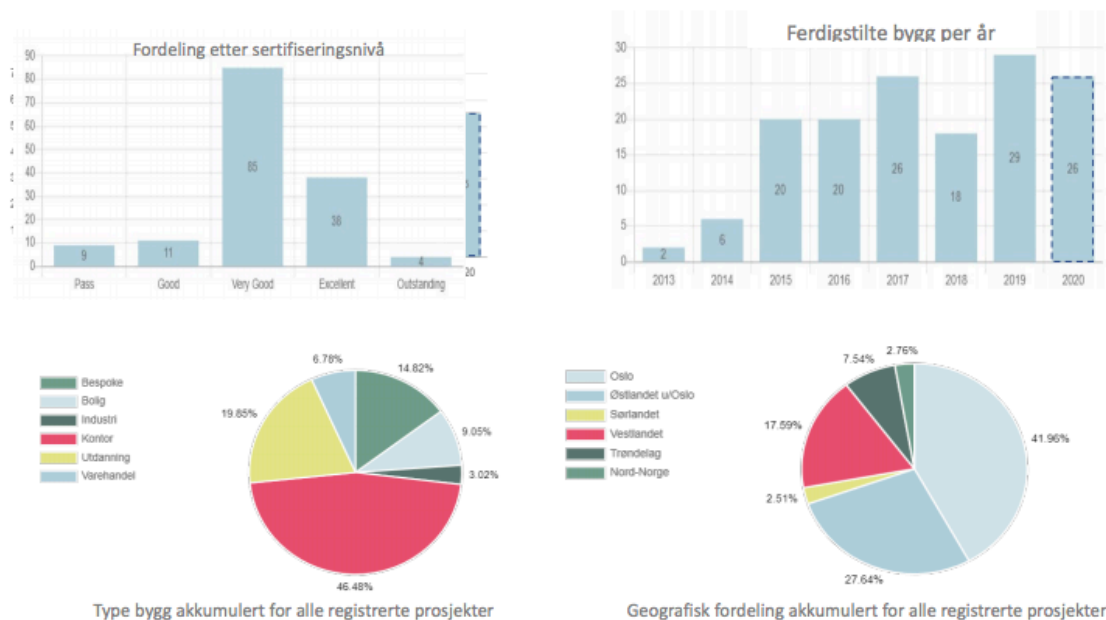 Fordeling etter sertifiseringsnivå
90
80
70
60
50
40
30
20
10
0
9
11
85
38
4
Pass
Good
Very Good
Excellent
Outstanding
20
Ferdigstilte bygg per år
30
25
20
15
10
5
0
2
6
20
20
26
18
29
26
2013
2014
2015
2016
2017
2018
2019
2020
Bespoke
Bolig
Industri
Kontor
Utdanning
Varehandel
6.78%
14.82%
19.85%
9.05%
3.02%
46.48%
Type bygg akkumulert for alle registrerte prosjekter
Oslo
Østlandet u/Oslo
Sørlandet
Vestlandet
Trøndelag
Nord-Norge
7.54%
2.76%
17.59%
41.96%
2.51%
27.64%
Geografisk fordeling akkumulert for alle registrerte prosjekter